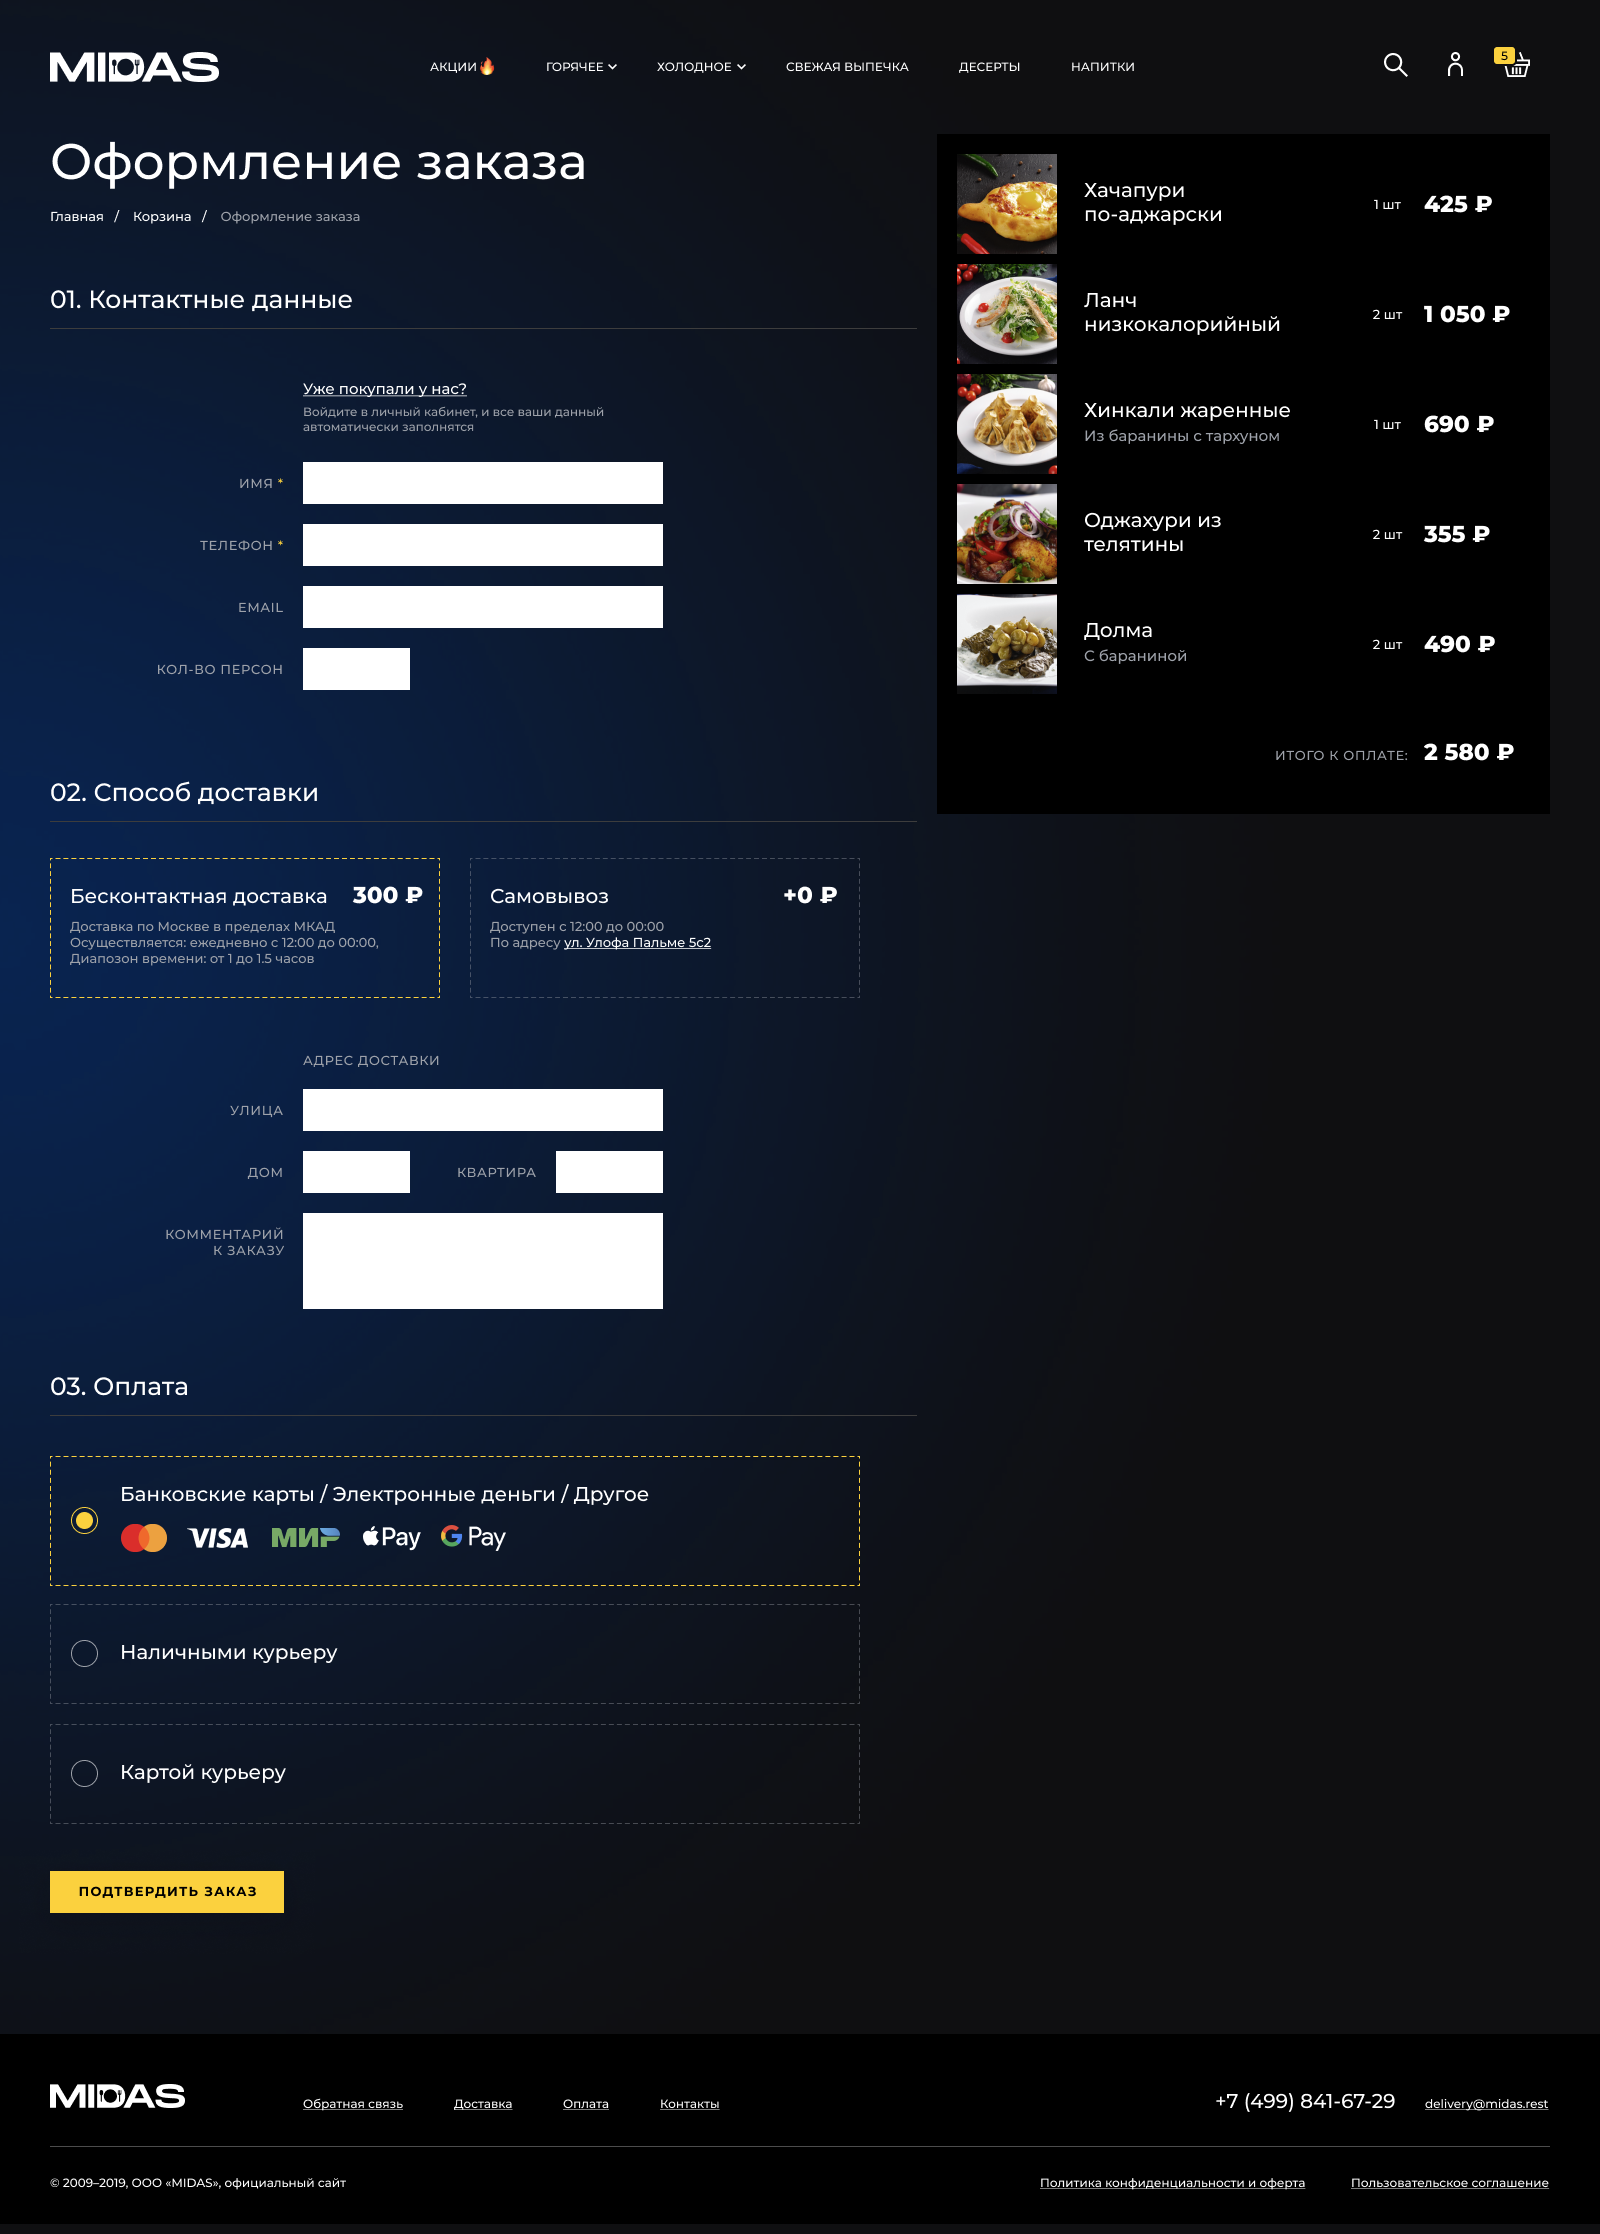 MIDAS
АКЦИИ🔥 ГОРЯЧЕЕ ХОЛОДНОЕ СВЕЖАЯ ВЫПЕЧКА ДЕСЕРТЫ НАПИТКИ
5
Оформление заказа
Главная / Корзина / Оформление заказа
01. Контактные данные
Уже покупали у нас?
Войдите в личный кабинет, и все ваши данный
автоматически заполнятся
ИМЯ *
ТЕЛЕФОН *
EMAIL
КОЛ-ВО ПЕРСОН
Хачапури
по-аджарски
1 шт 425 ₽
Ланч
низкокалорийный
2 шт 1 050 ₽
Хинкали жаренные
Из баранины с тархуном
1 шт 690 ₽
Оджахури из
телятины
2 шт 355 ₽
Долма
С бараниной
2 шт 490 ₽
ИТОГО К ОПЛАТЕ: 2 580 ₽
02. Способ доставки
Бесконтактная доставка 300 ₽
Доставка по Москве в пределах МКАД
Осуществляется: ежедневно с 12:00 до 00:00,
Диапозон времени: от 1 до 1.5 часов
Самовывоз +0 ₽
Доступен с 12:00 до 00:00
По адресу ул. Улофа Пальме 5с2
АДРЕС ДОСТАВКИ
УЛИЦА
ДОМ КВАРТИРА
КОММЕНТАРИЙ
К ЗАКАЗУ
03. Оплата
Банковские карты / Электронные деньги / Другое
VISA МИР Pay G Pay
Наличными курьеру
Картой курьеру
ПОДТВЕРДИТЬ ЗАКАЗ
MIDAS
Обратная связь Доставка Оплата Контакты +7 (499) 841-67-29 delivery@midas.rest
© 2009–2019, ООО «MIDAS», официальный сайт Политика конфиденциальности и оферта Пользовательское соглашение